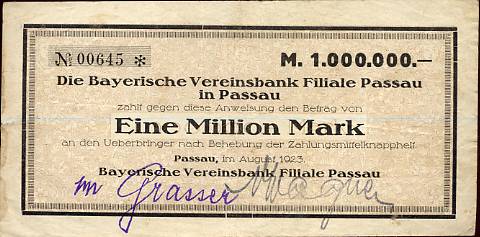 № 00645 * M. 1.000.000.—
Die Bayerische Vereinsbank Filiale Passau
in Passau
zahlt gegen diese Anweisung den Betrag von
Eine Million Mark
an den Ueberbringer nach Behebung der Zahlungsmittelknappheit.
Passau, im August 1923.
Bayerische Vereinsbank Filiale Passau
Grasser